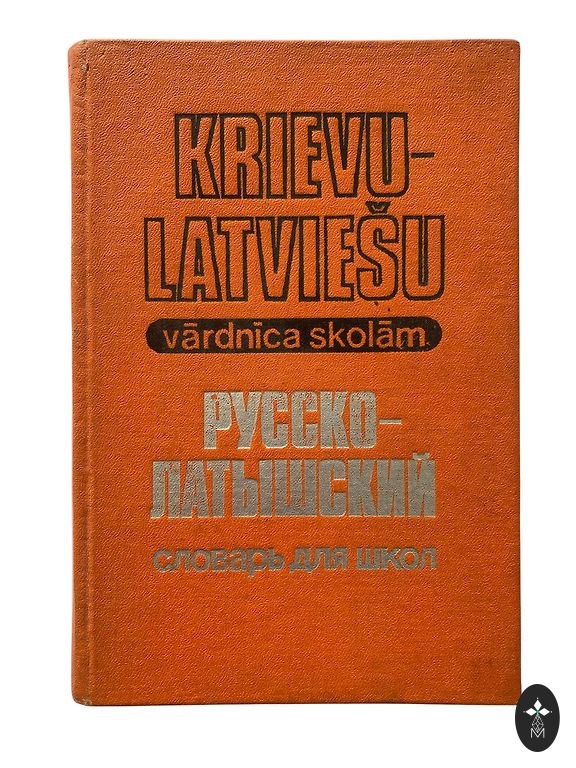 KRIEVU-
LATVIEŠU
vārdnīca skolām
РУССКО-
ЛАТЫШСКИЙ
словарь для школ
M